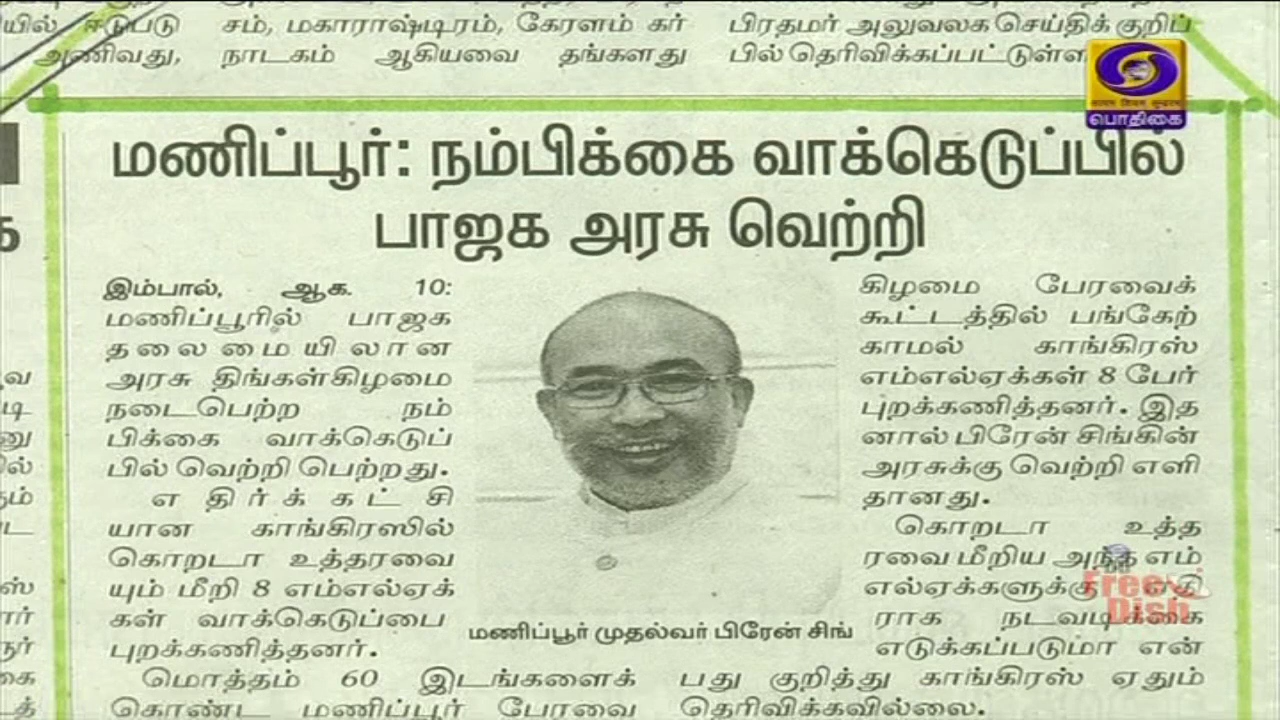 சம், மகாராஷ்டிரம், கேரளம் கர்
நாடகம் ஆகியவை தங்களது
பிரதமர் அலுவலக செய்திக் குறிப்
பில் தெரிவிக்கப்பட்டுள்ள
யில் ஈடுபடு
அணிவது,
பொதிகை
மணிப்பூர்: நம்பிக்கை வாக்கெடுப்பில்
பாஜக அரசு வெற்றி
இம்பால், ஆக. 10:
மணிப்பூரில் பாஜக
தலைமையிலான
அரசு திங்கள்கிழமை
நடைபெற்ற நம்
பிக்கை வாக்கெடுப்
பில் வெற்றி பெற்றது.
எதிர்க்கட்சி
யான காங்கிரஸில்
கொறடா உத்தரவை
யும் மீறி 8 எம்எல்ஏக்
கள் வாக்கெடுப்பை
புறக்கணித்தனர்.
மொத்தம் 60 இடங்களைக்
கொண்ட மணிப்பூர் பேரவை
மணிப்பூர் முதல்வர் பிரேன் சிங்
கிழமை பேரவைக்
கூட்டத்தில் பங்கேற்
காமல் காங்கிரஸ்
எம்எல்ஏக்கள் 8 பேர்
புறக்கணித்தனர். இத
னால் பிரேன் சிங்கின்
அரசுக்கு வெற்றி எளி
தானது.
கொறடா உத்த
ரவை மீறிய அந்த எம்
எல்ஏக்களுக்கு
ராக நடவடிக்கை
எடுக்கப்படுமா என்
பது குறித்து காங்கிரஸ் ஏதும்
தெரிவிக்கவில்லை.
Free
Dish